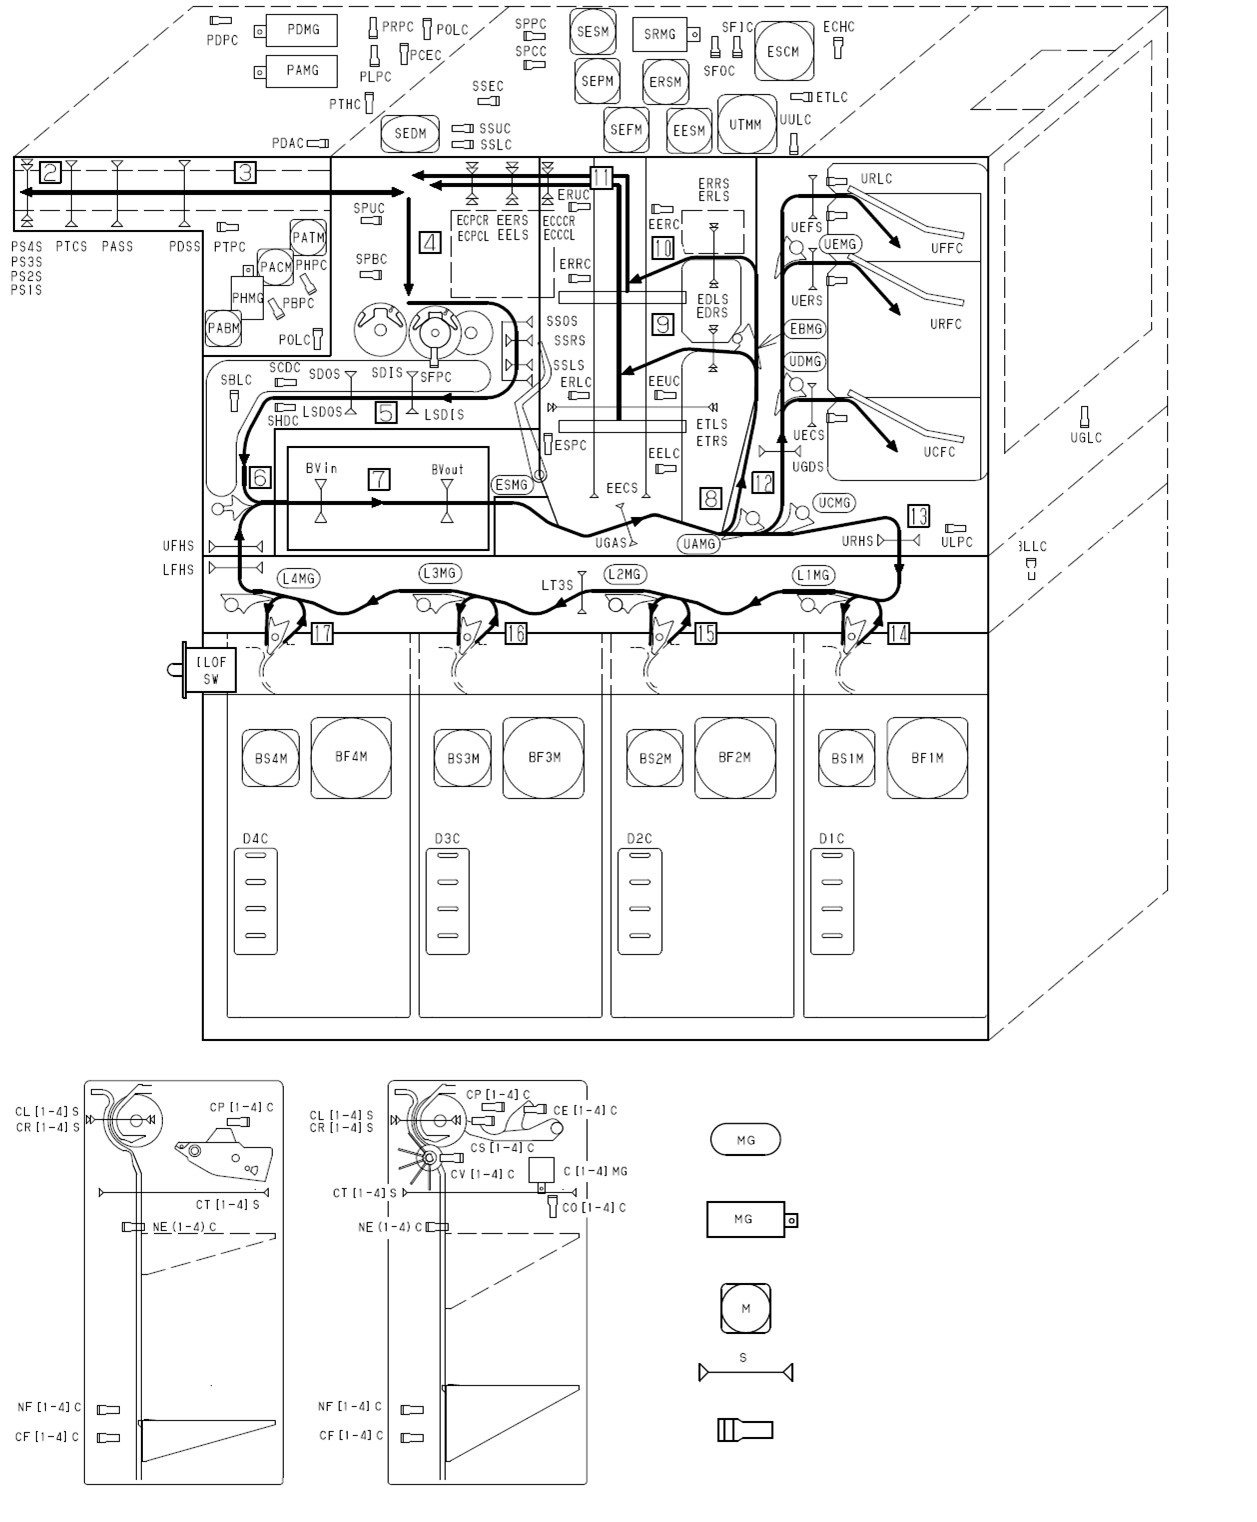 PDPC
PDMG
PRPC
POLC
SPPC
SESM
SRMG
SFIC
ECHC
PCEC
SPCC
SFOC
ESCM
PAMG
PLPC
SEPM
ERSM
PTHC
SSEC
ETLC
SEDM
SSUC
SEFM
EESM
UTMM
UULC
PDAC
SSLC
2
3
11
ERRS
ERLS
URLC
PS4S
PTCS
PASS
PDSS
PTPC
PATM
SPUC
4
ECPCR
EERS
ECCCR
ERUC
EERC
UEFS
UFFC
PS3S
ECPCL
EELS
ECCCL
10
UEMG
PS2S
PACM
PHPC
SPBC
ERRC
PS1S
PHMG
PBPC
EDLS
EDRS
UERS
URFC
PABM
POLC
SSOS
9
EBMG
SSRS
UDMG
SBLC
SCDC
SDOS
SDIS
SFPC
SSLS
ERLC
EEUC
LSDOS
5
LSDIS
SHDC
ETLS
ETRS
UECS
UCFC
UGLC
ESPC
6
BVin
7
BVout
EELC
UGDS
ESMG
EECS
8
12
UCMG
13
UFHS
UGAS
UAMG
URHS
ULPC
LFHS
L4MG
L3MG
LT3S
L2MG
L1MG
17
16
15
14
SW
BS4M
BF4M
BS3M
BF3M
BS2M
BF2M
BS1M
BF1M
D4C
D3C
D2C
D1C
CL[1-4]S
CR[1-4]S
CP[1-4]C
CT[1-4]S
NE(1-4)C
NF[1-4]C
CF[1-4]C
CL[1-4]S
CR[1-4]S
CP[1-4]C
CE[1-4]C
CS[1-4]C
CV[1-4]C
C[1-4]MG
CT[1-4]S
CO[1-4]C
NE(1-4)C
NF[1-4]C
CF[1-4]C
MG
MG
M
S